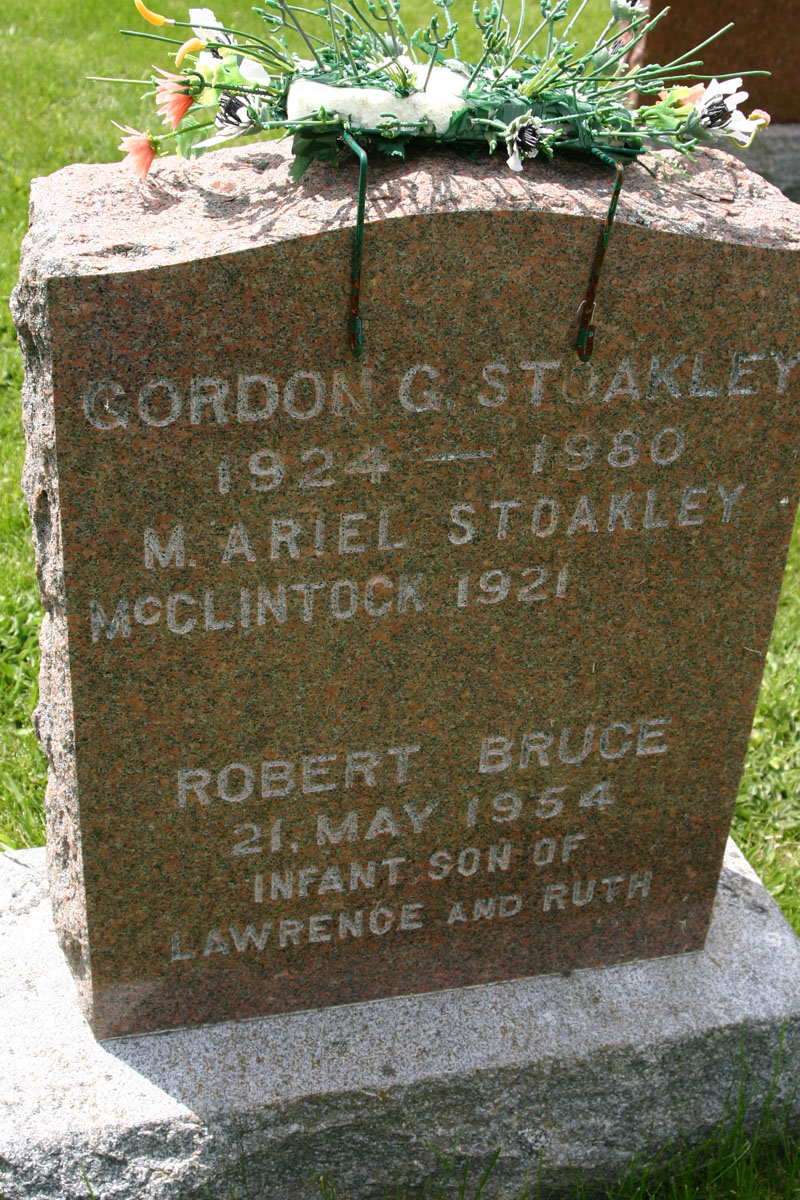 GORDON G. STOAKLEY
1924 — 1980
M. ARIEL STOAKLEY
McCLINTOCK 1921
ROBERT BRUCE
21, MAY 1954
INFANT SON OF
LAWRENCE AND RUTH